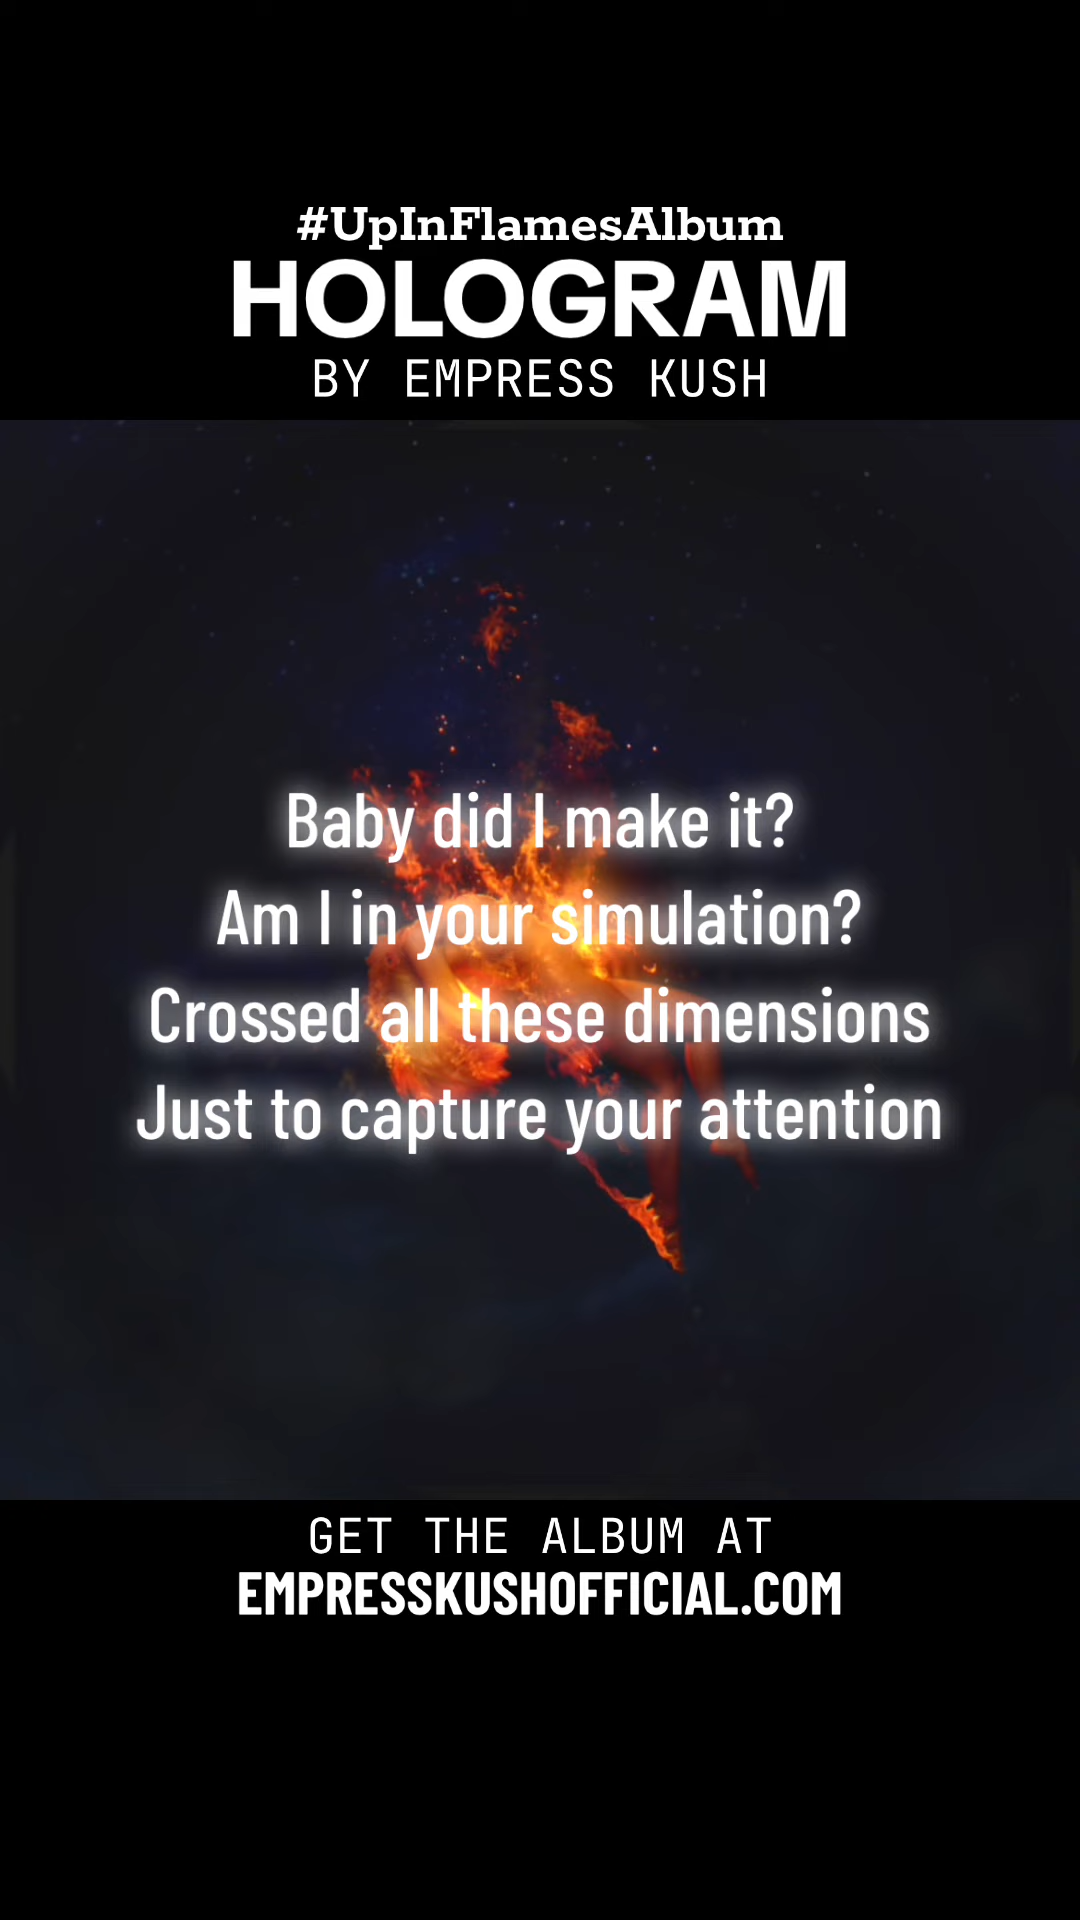 #UpInFlamesAlbum
HOLOGRAM
BY EMPRESS KUSH
Baby did I make it?
Am I in your simulation?
Crossed all these dimensions
Just to capture your attention
GET THE ALBUM AT
EMPRESSKUSHOFFICIAL.COM